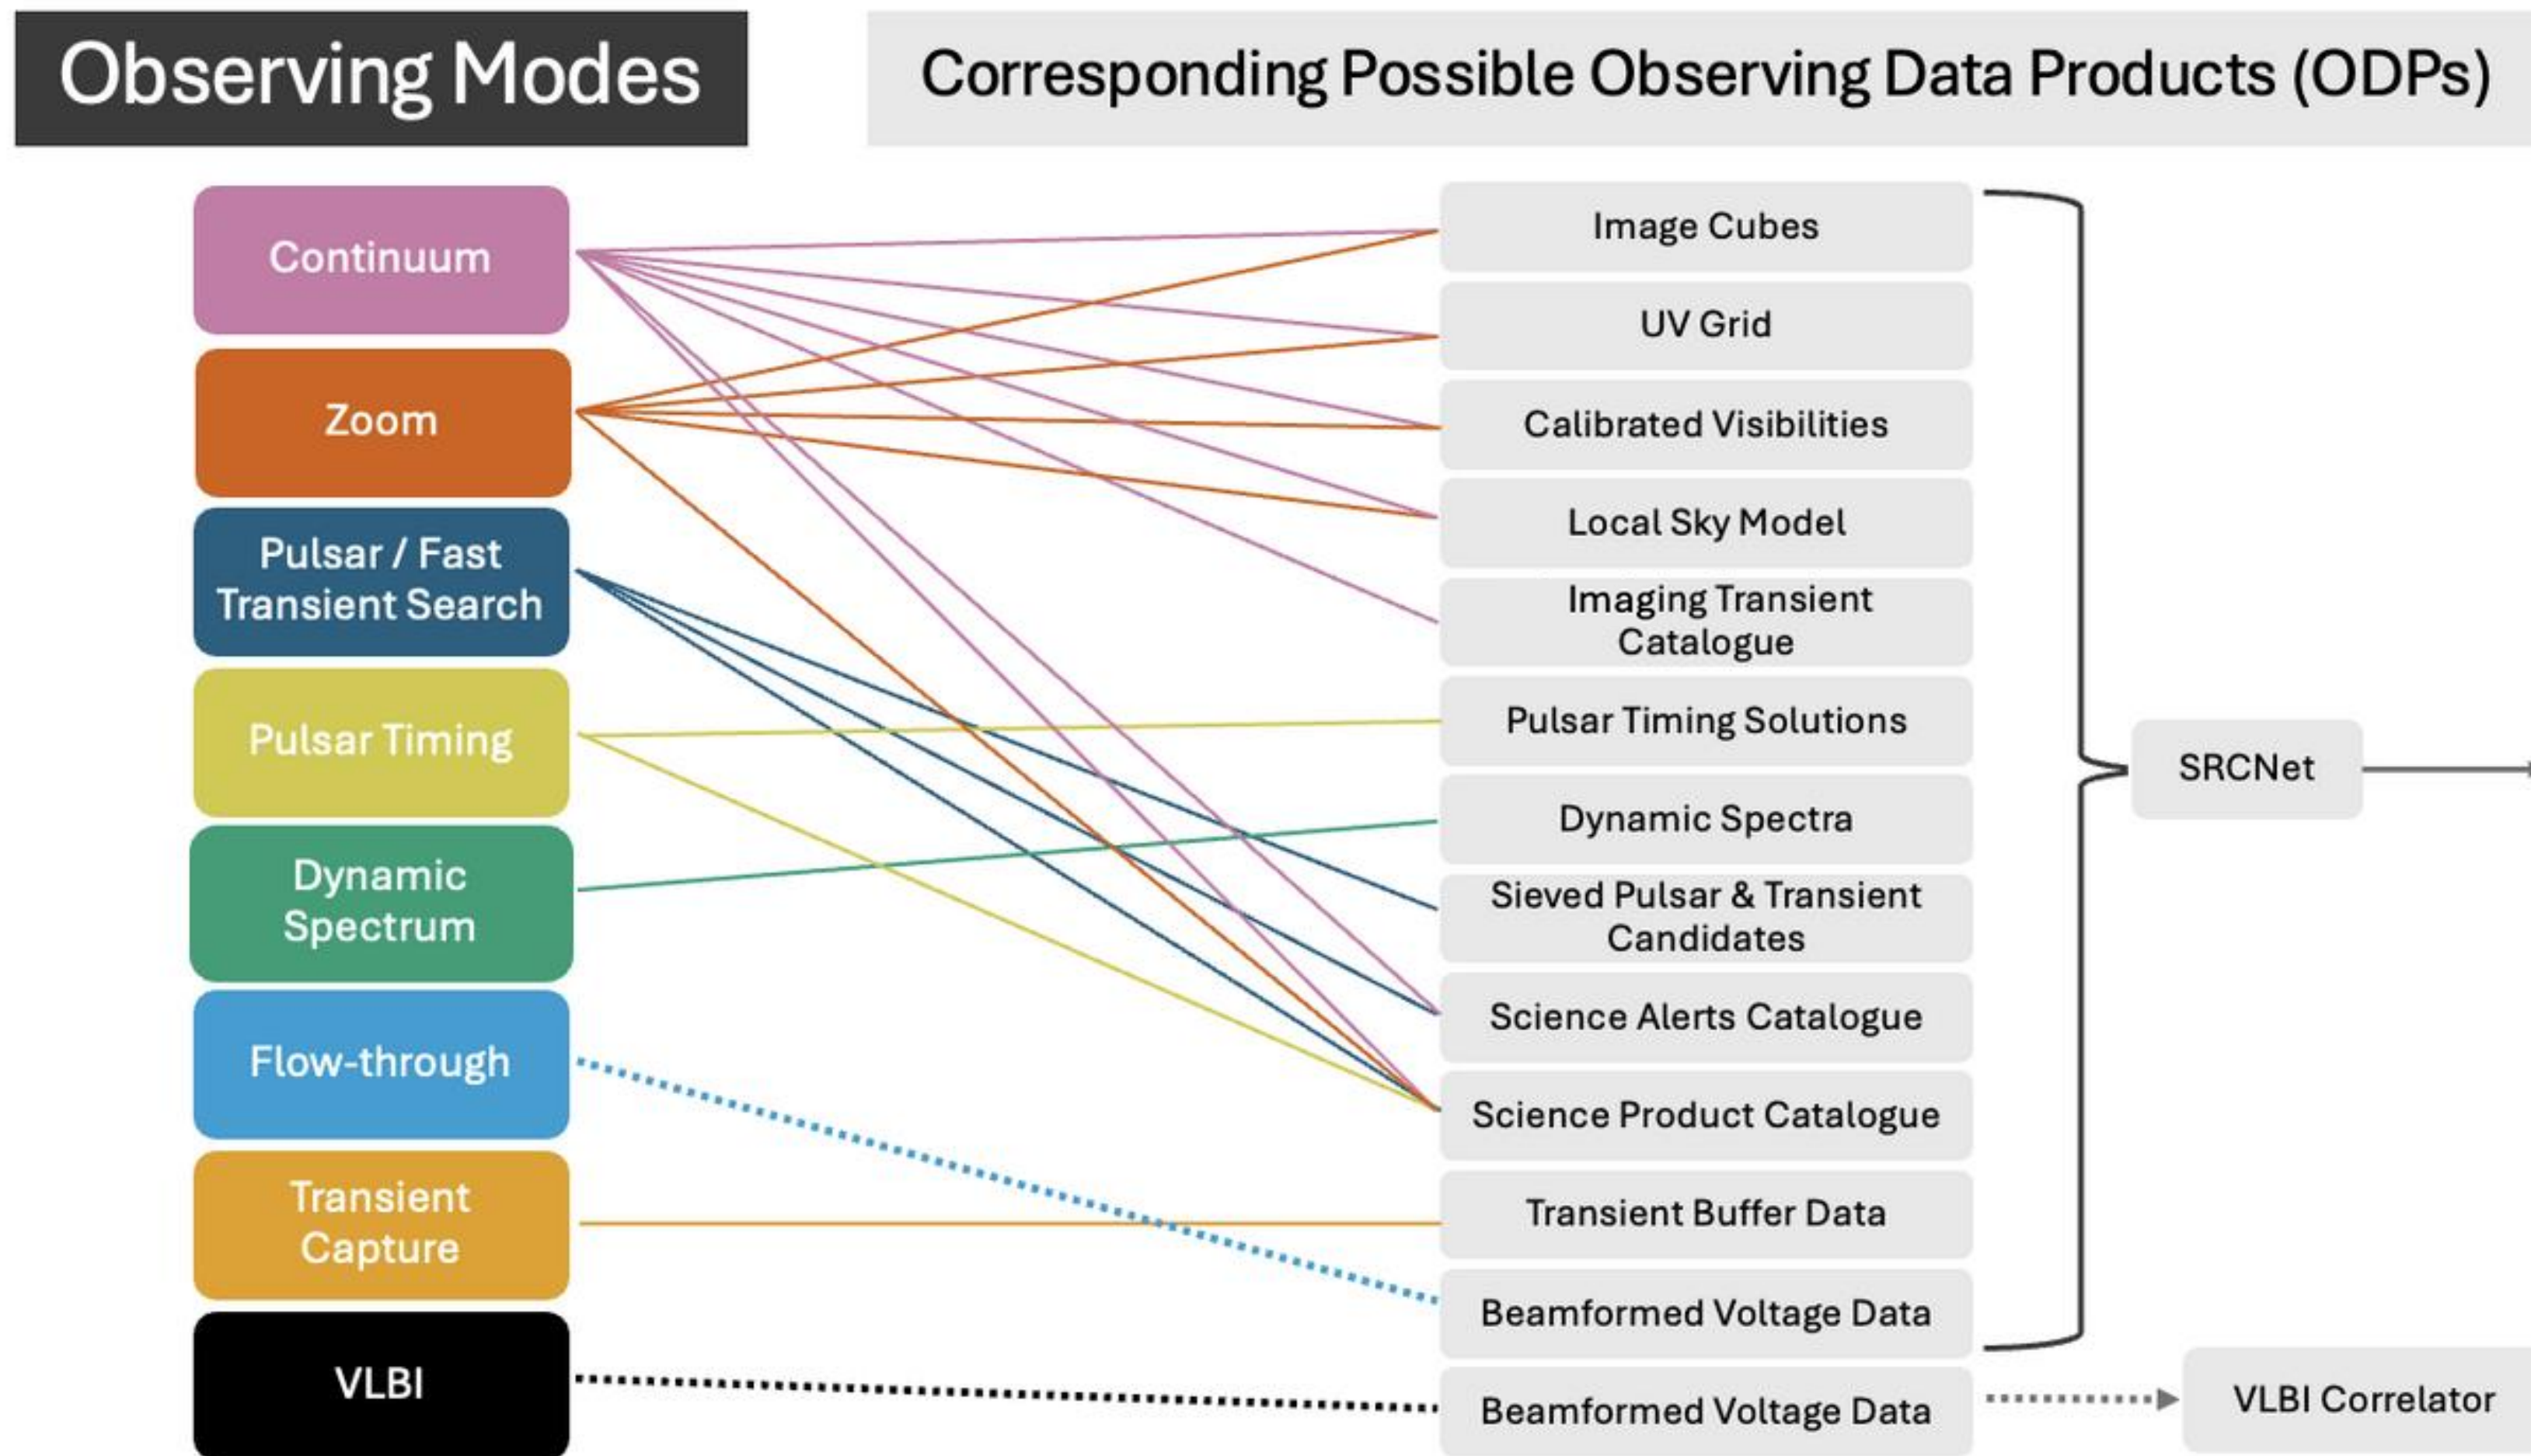 Observing Modes
Corresponding Possible Observing Data Products (ODPs)
Continuum
Zoom
Pulsar / Fast
Transient Search
Pulsar Timing
Dynamic
Spectrum
Flow-through
Transient
Capture
VLBI
Image Cubes
UV Grid
Calibrated Visibilities
Local Sky Model
Imaging Transient
Catalogue
Pulsar Timing Solutions
Dynamic Spectra
Sieved Pulsar & Transient
Candidates
Science Alerts Catalogue
Science Product Catalogue
Transient Buffer Data
Beamformed Voltage Data
Beamformed Voltage Data
SRCNet
VLBI Correlator